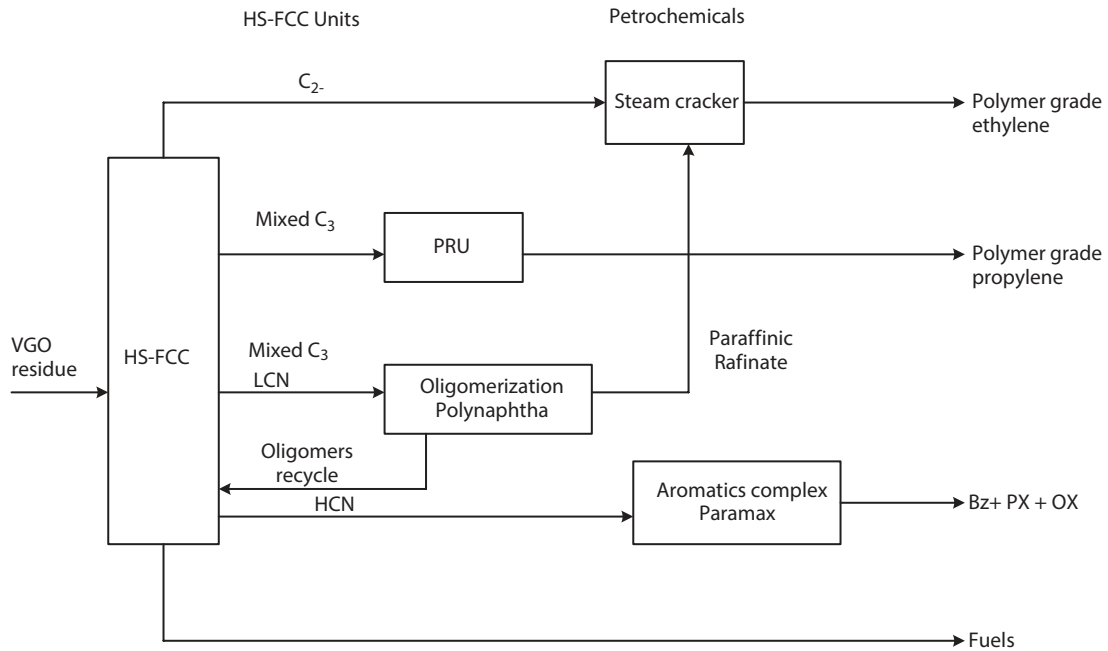 HS-FCC Units
Petrochemicals
C2-
Steam cracker
Polymer grade
ethylene
Mixed C3
PRU
Polymer grade
propylene
VGO
residue
HS-FCC
Mixed C3
LCN
Oligomerization
Polynaphtha
Paraffinic
Rafinate
Oligomers
recycle
HCN
Aromatics complex
Paramax
Bz+ PX + OX
Fuels